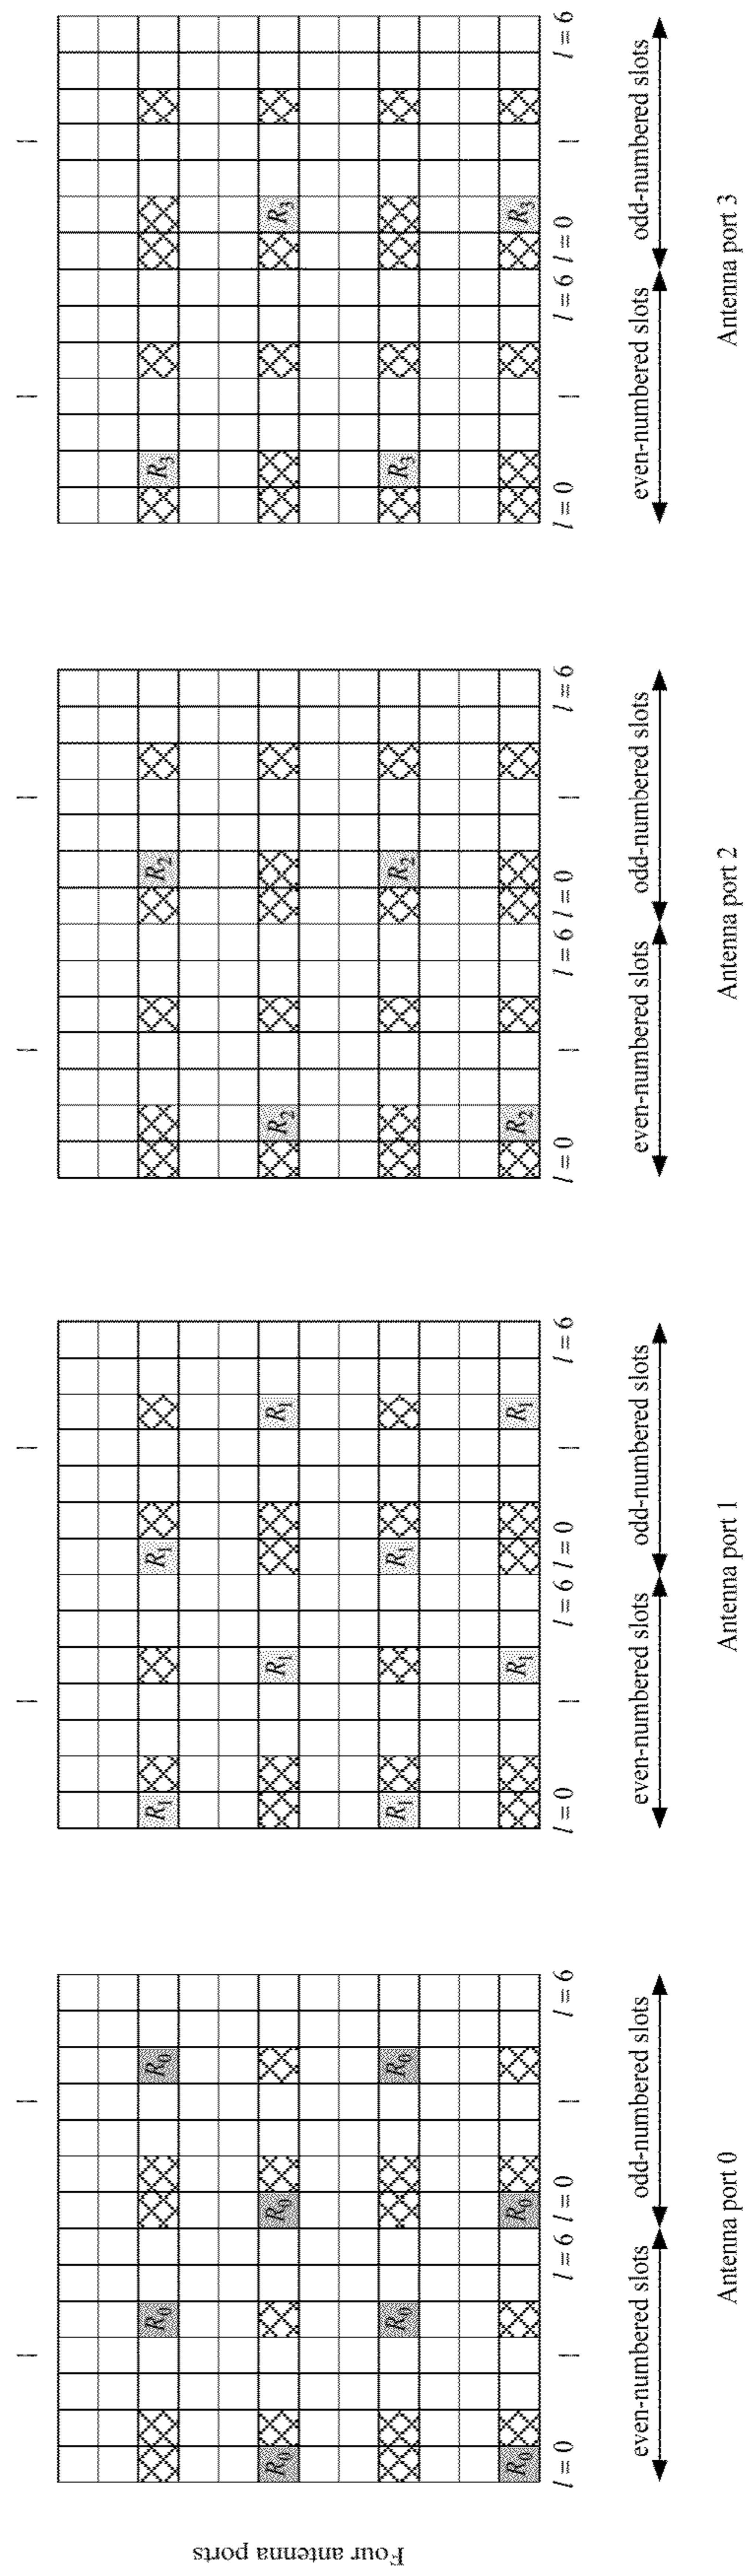 Four antenna ports
R₀ R₀ R₁ R₁ R₂ R₃
R₀ R₀ R₁ R₁ R₂ R₃
R₀ R₀ R₁ R₁ R₂ R₃
R₀ R₀ R₁ R₁ R₂ R₃
l = 0 l = 6 l = 0 l = 6 l = 0 l = 6 l = 0 l = 6 l = 0 l = 6 l = 0 l = 6 l = 0 l = 6 l = 0 l = 6
even-numbered slots odd-numbered slots even-numbered slots odd-numbered slots even-numbered slots odd-numbered slots even-numbered slots odd-numbered slots
Antenna port 0 Antenna port 1 Antenna port 2 Antenna port 3